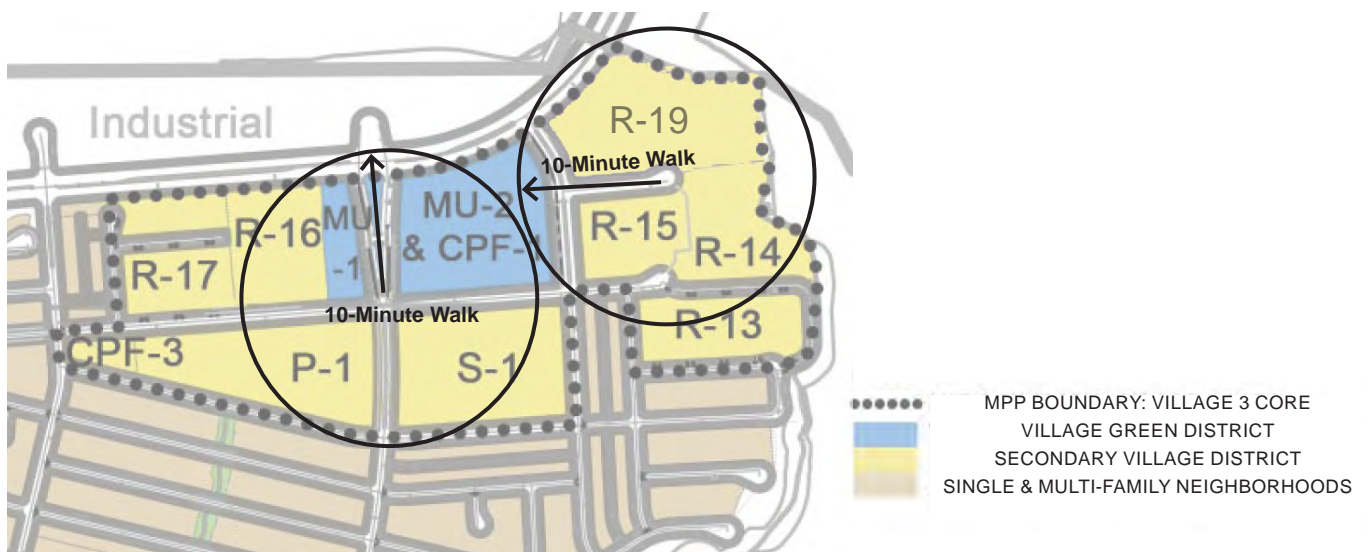 Industrial
R-19
10-Minute Walk
MU-2
& CPF-1
MU
-1
R-16
R-17
R-15
R-14
10-Minute Walk
R-13
CPF-3
P-1
S-1
MPP BOUNDARY: VILLAGE 3 CORE
VILLAGE GREEN DISTRICT
SECONDARY VILLAGE DISTRICT
SINGLE & MULTI-FAMILY NEIGHBORHOODS